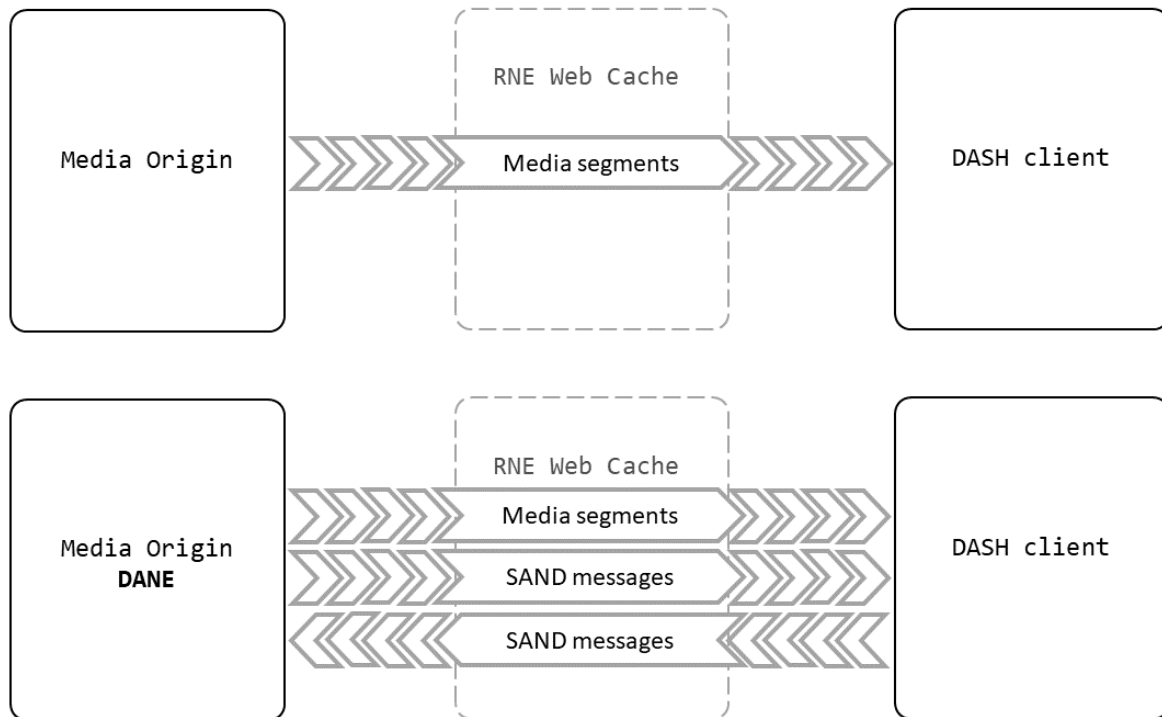 RNE Web Cache
Media Origin
Media segments
DASH client
RNE Web Cache
Media segments
Media Origin
DANE
SAND messages
DASH client
SAND messages